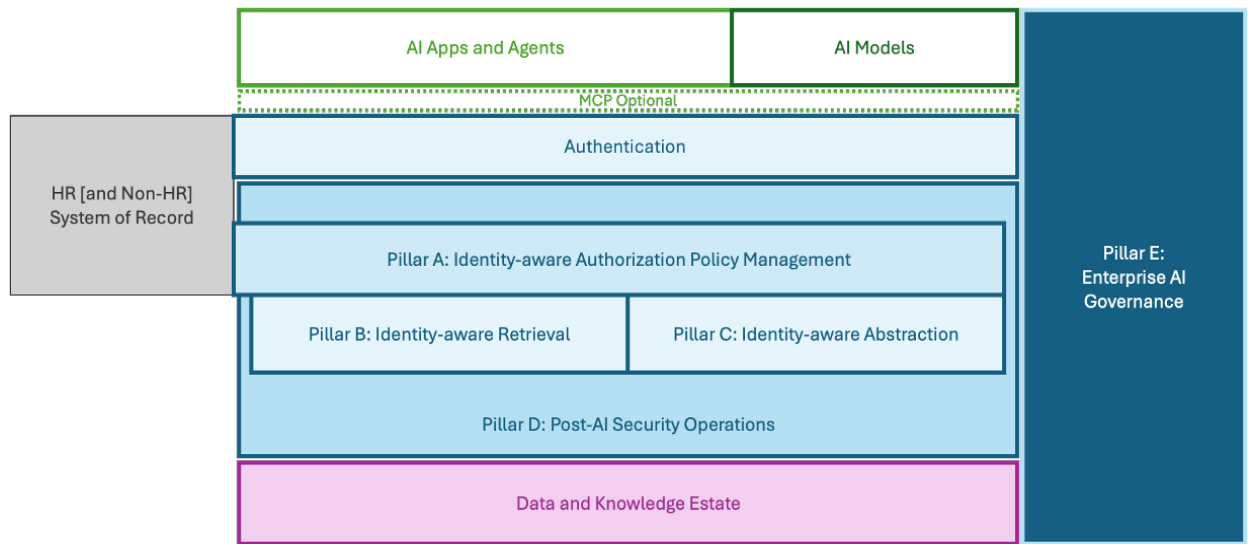 AI Apps and Agents
AI Models
MCP Optional
Authentication
HR [and Non-HR]
System of Record
Pillar A: Identity-aware Authorization Policy Management
Pillar B: Identity-aware Retrieval
Pillar C: Identity-aware Abstraction
Pillar D: Post-AI Security Operations
Data and Knowledge Estate
Pillar E:
Enterprise AI
Governance